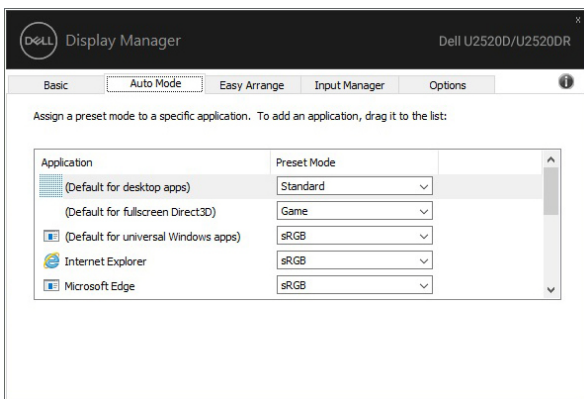 DELL Display Manager Dell U2520D/U2520DR x
Basic Auto Mode Easy Arrange Input Manager Options i
Assign a preset mode to a specific application. To add an application, drag it to the list:
Application Preset Mode
(Default for desktop apps) Standard
(Default for fullscreen Direct3D) Game
(Default for universal Windows apps) sRGB
Internet Explorer sRGB
Microsoft Edge sRGB